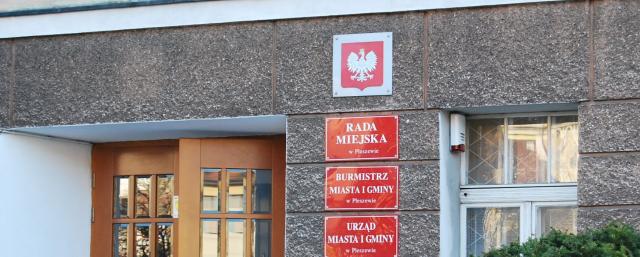 RADA
MIEJSKA
w Pleszewie
BURMISTRZ
MIASTA I GMINY
w Pleszewie
URZĄD
MIASTA I GMINY
w Pleszewie